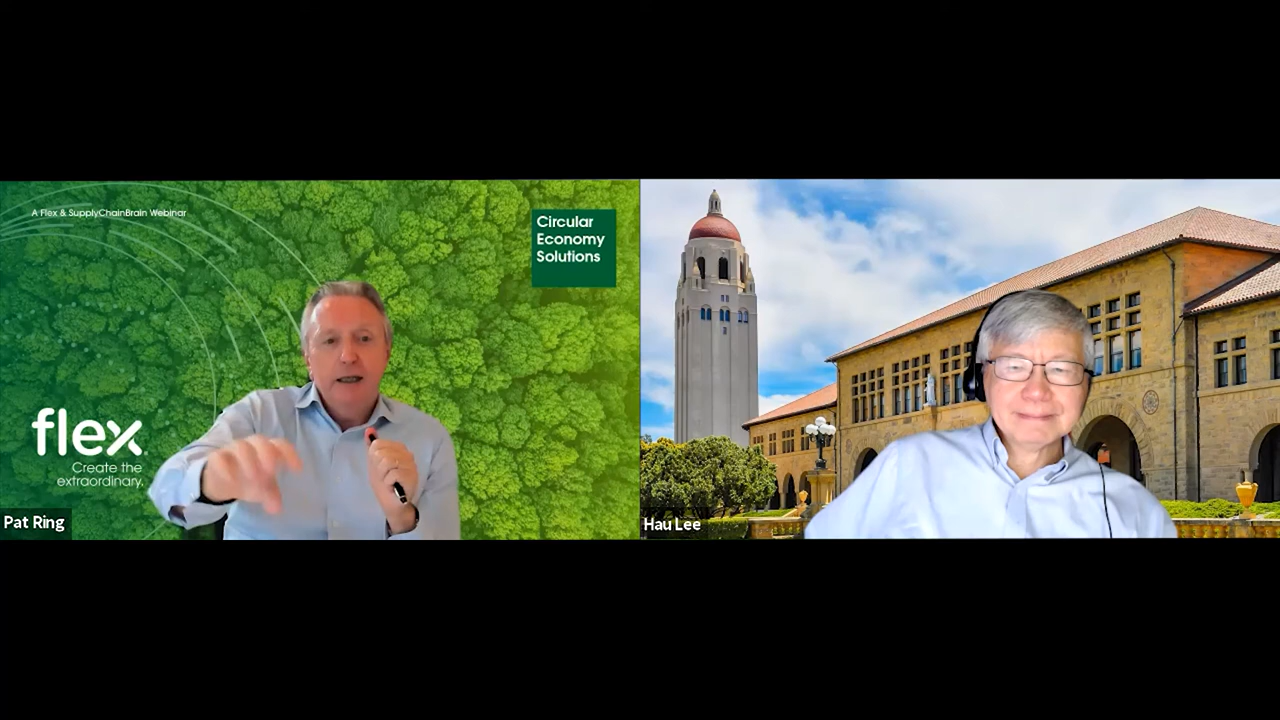 A Flex & SupplyChainBrain Webinar
Circular
Economy
Solutions
flex
Create the
extraordinary.
Pat Ring
Hau Lee